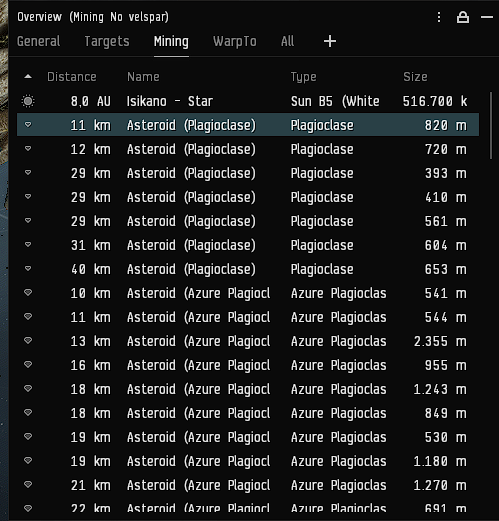 Overview (Mining No velspar)
General Targets Mining WarpTo All +
Distance Name Type Size
8,0 AU Isikano - Star Sun B5 (White 516.700 k
11 km Asteroid (Plagioclase) Plagioclase 820 m
12 km Asteroid (Plagioclase) Plagioclase 720 m
29 km Asteroid (Plagioclase) Plagioclase 393 m
29 km Asteroid (Plagioclase) Plagioclase 410 m
29 km Asteroid (Plagioclase) Plagioclase 561 m
31 km Asteroid (Plagioclase) Plagioclase 604 m
40 km Asteroid (Plagioclase) Plagioclase 653 m
10 km Asteroid (Azure Plagiocl Azure Plagioclas 541 m
11 km Asteroid (Azure Plagiocl Azure Plagioclas 544 m
13 km Asteroid (Azure Plagiocl Azure Plagioclas 2.355 m
16 km Asteroid (Azure Plagiocl Azure Plagioclas 955 m
18 km Asteroid (Azure Plagiocl Azure Plagioclas 1.243 m
18 km Asteroid (Azure Plagiocl Azure Plagioclas 849 m
19 km Asteroid (Azure Plagiocl Azure Plagioclas 530 m
19 km Asteroid (Azure Plagiocl Azure Plagioclas 1.180 m
21 km Asteroid (Azure Plagiocl Azure Plagioclas 1.270 m
22 km Asteroid (Azure Plagiocl Azure Plagioclas 691 m